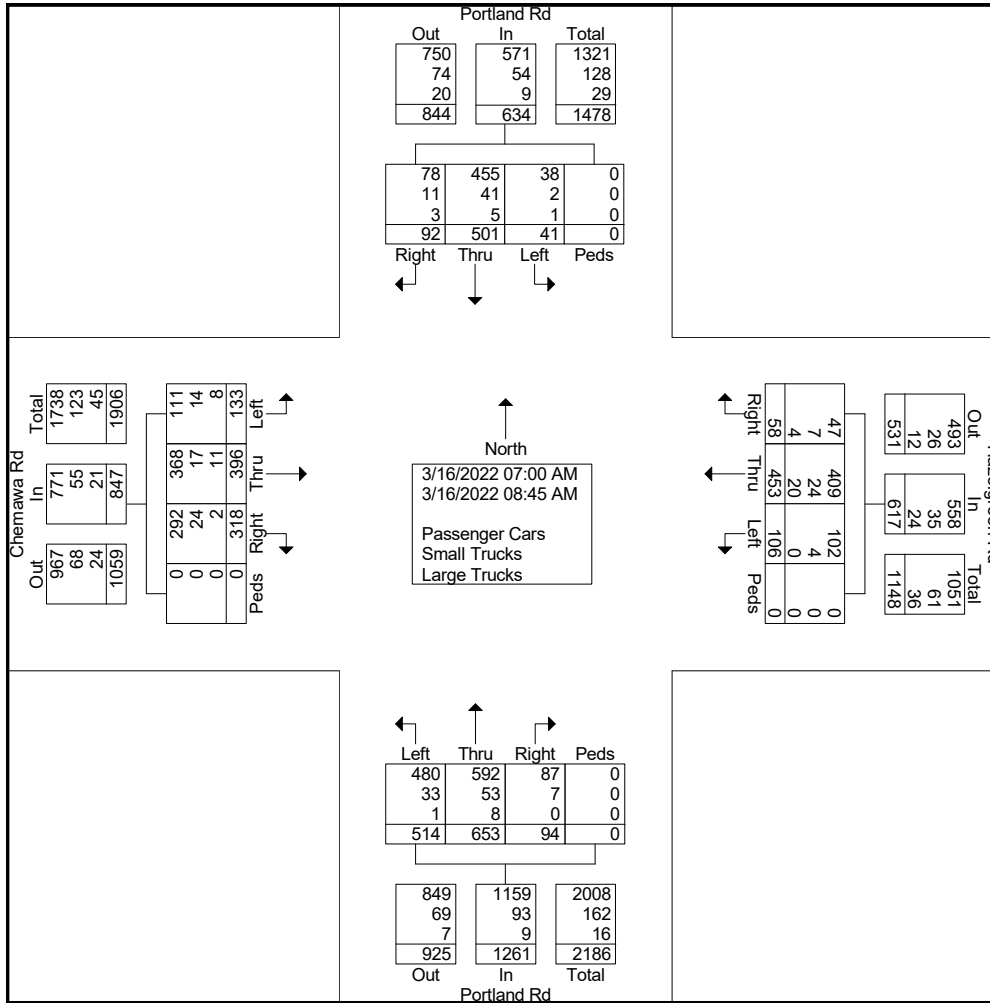 Portland Rd
Out In Total
750 571 1321
74 54 128
20 9 29
844 634 1478
78 455 38 0
11 41 2 0
3 5 1 0
92 501 41 0
Right Thru Left Peds
Chemawa Rd
Total In Out
1738 771 967
123 55 68
45 21 24
1906 847 1059
111 368 292 0
14 17 24 0
8 11 2 0
133 396 318 0
Left Thru Right Peds
North
3/16/2022 07:00 AM
3/16/2022 08:45 AM
Passenger Cars
Small Trucks
Large Trucks
Right Thru Left Peds
47 409 102 0
7 24 4 0
4 20 0 0
58 453 106 0
Out In Total
493 558 1051
26 35 61
12 24 36
531 617 1148
Left Thru Right Peds
480 592 87 0
33 53 7 0
1 8 0 0
514 653 94 0
849 1159 2008
69 93 162
7 9 16
925 1261 2186
Out In Total
Portland Rd